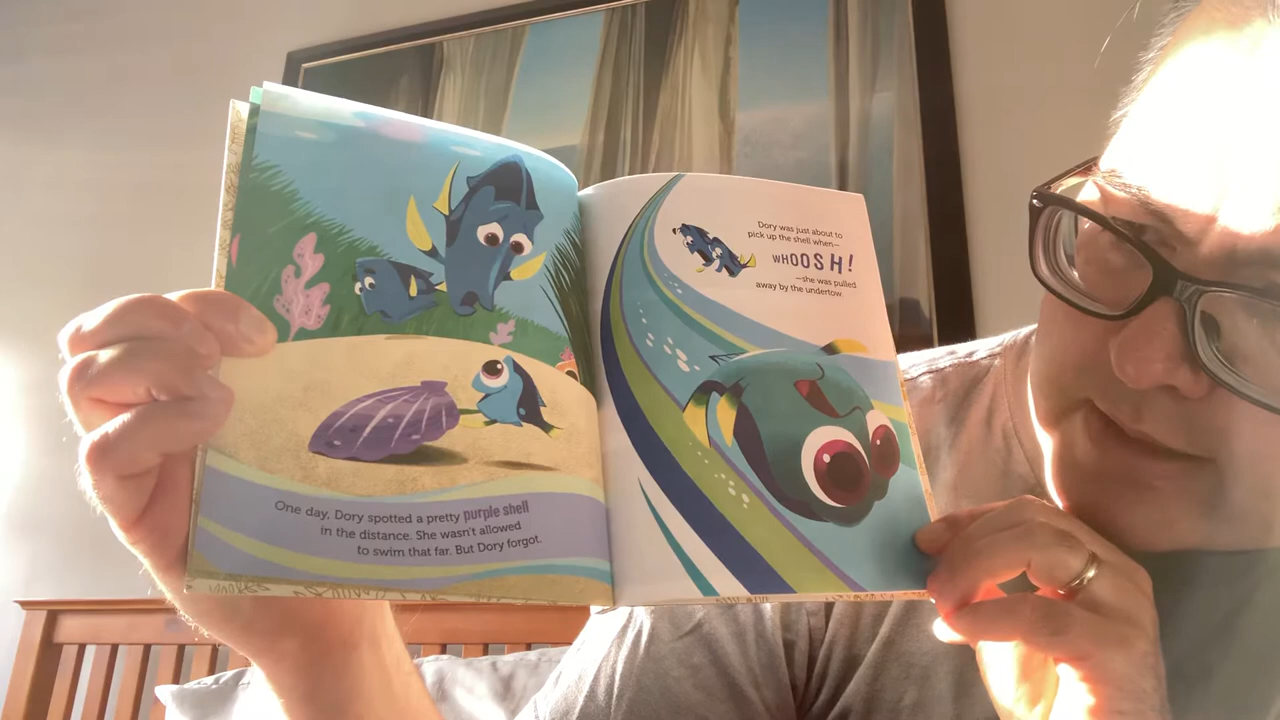 One day, Dory spotted a pretty purple shell
in the distance. She wasn't allowed
to swim that far. But Dory forgot.
Dory was just about to
pick up the shell when—
WHOOSH!
—she was pulled
away by the undertow.